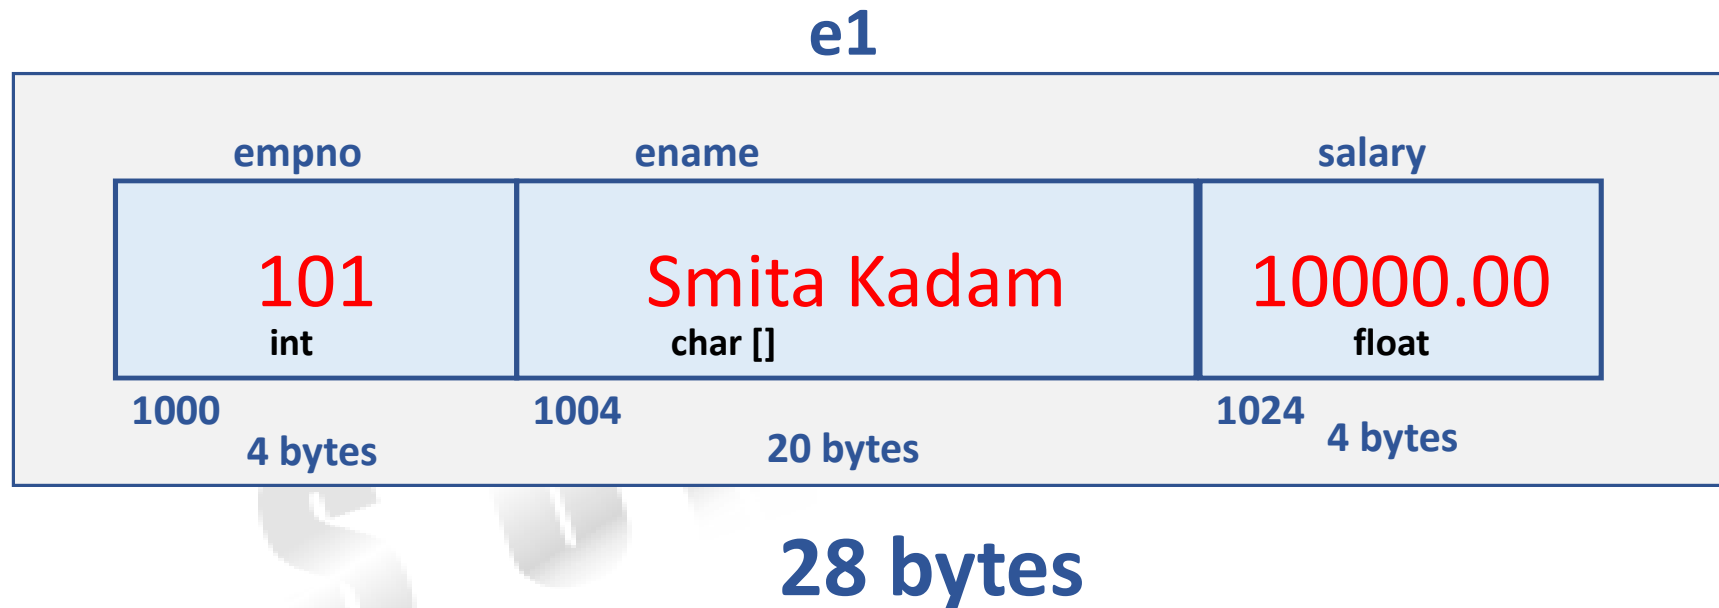 e1
empno ename salary
101 Smita Kadam 10000.00
int char [] float
1000 1004 1024
4 bytes 20 bytes 4 bytes
28 bytes